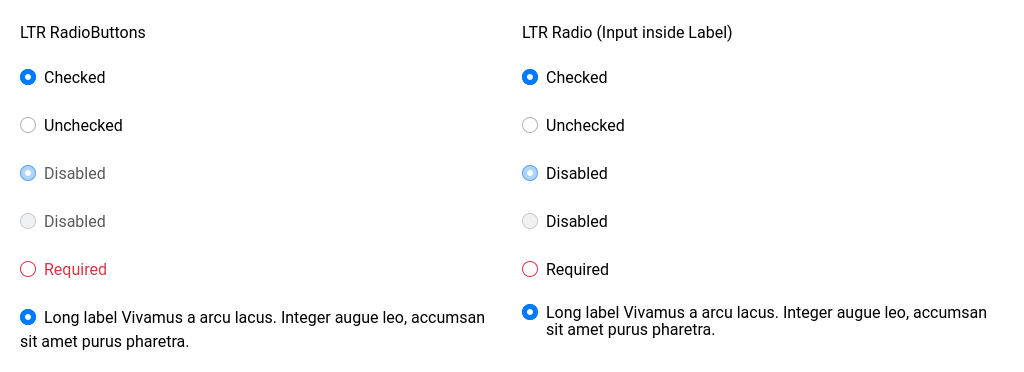 LTR RadioButtons
Checked
Unchecked
Disabled
Disabled
Required
Long label Vivamus a arcu lacus. Integer augue leo, accumsan
sit amet purus pharetra.
LTR Radio (Input inside Label)
Checked
Unchecked
Disabled
Disabled
Required
Long label Vivamus a arcu lacus. Integer augue leo, accumsan
sit amet purus pharetra.